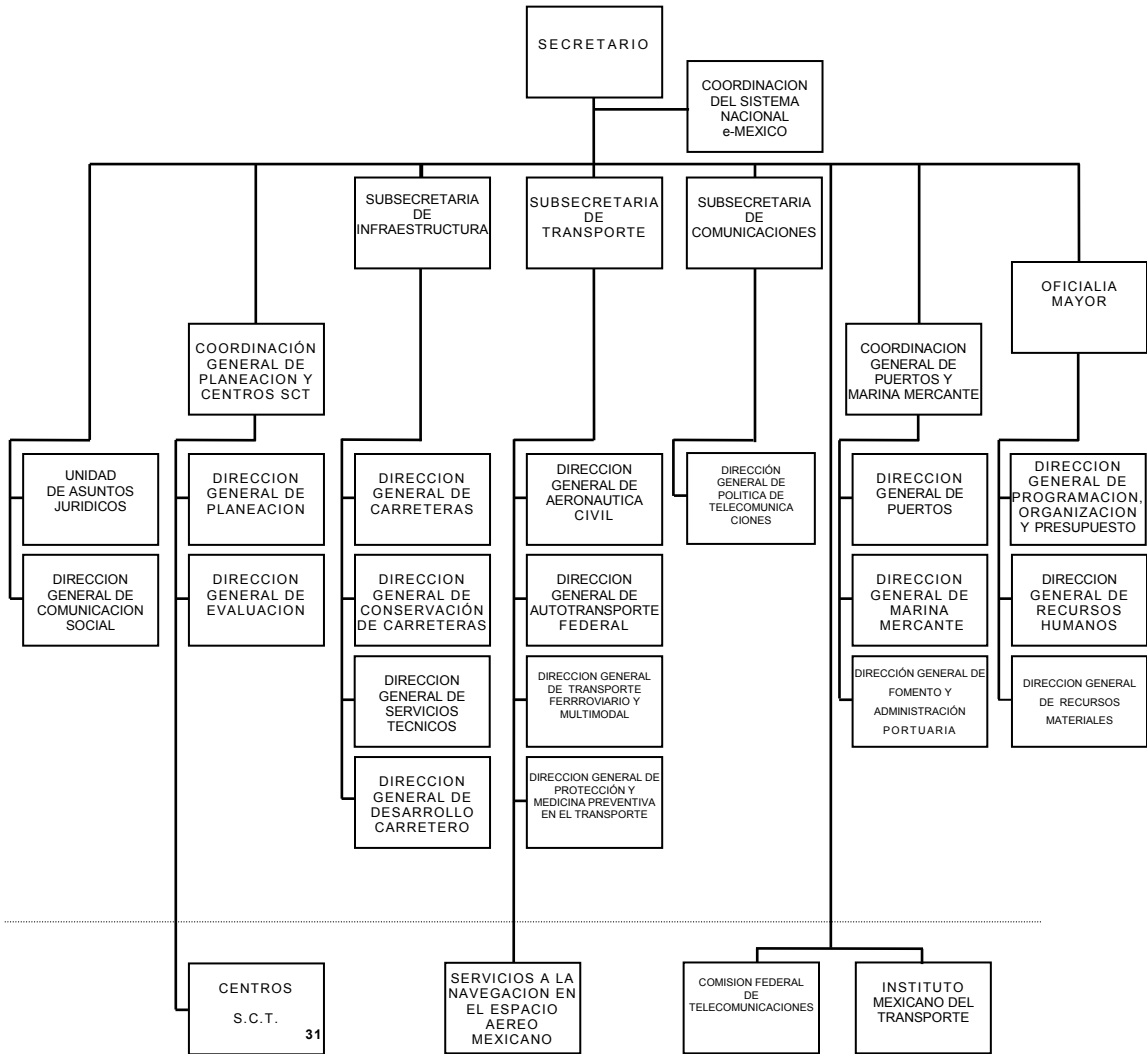 SECRETARIO
COORDINACION
DEL SISTEMA
NACIONAL
e-MEXICO
SUBSECRETARIA
DE
INFRAESTRUCTURA
SUBSECRETARIA
DE
TRANSPORTE
SUBSECRETARIA
DE
COMUNICACIONES
OFICIALIA
MAYOR
COORDINACIÓN
GENERAL DE
PLANEACION Y
CENTROS SCT
COORDINACION
GENERAL DE
PUERTOS Y
MARINA MERCANTE
UNIDAD
DE ASUNTOS
JURIDICOS
DIRECCION
GENERAL DE
PLANEACION
DIRECCION
GENERAL DE
CARRETERAS
DIRECCION
GENERAL DE
AERONAUTICA
CIVIL
DIRECCIÓN
GENERAL DE
POLITICA DE
TELECOMUNICA
CIONES
DIRECCION
GENERAL DE
PUERTOS
DIRECCION
GENERAL DE
PROGRAMACION,
ORGANIZACION
Y PRESUPUESTO
DIRECCION
GENERAL DE
COMUNICACION
SOCIAL
DIRECCION
GENERAL DE
EVALUACION
DIRECCION
GENERAL DE
CONSERVACIÓN
DE CARRETERAS
DIRECCION
GENERAL DE
AUTOTRANSPORTE
FEDERAL
DIRECCION
GENERAL DE
MARINA
MERCANTE
DIRECCION
GENERAL DE
RECURSOS
HUMANOS
DIRECCION
GENERAL DE
SERVICIOS
TECNICOS
DIRECCION GENERAL
DE TRANSPORTE
FERRROVIARIO Y
MULTIMODAL
DIRECCIÓN GENERAL DE
FOMENTO Y
ADMINISTRACIÓN
PORTUARIA
DIRECCION GENERAL
DE RECURSOS
MATERIALES
DIRECCION
GENERAL DE
DESARROLLO
CARRETERO
DIRECCION GENERAL DE
PROTECCIÓN Y
MEDICINA PREVENTIVA
EN EL TRANSPORTE
CENTROS
S.C.T.
31
SERVICIOS A LA
NAVEGACION EN
EL ESPACIO
AEREO
MEXICANO
COMISION FEDERAL
DE
TELECOMUNICACIONES
INSTITUTO
MEXICANO DEL
TRANSPORTE